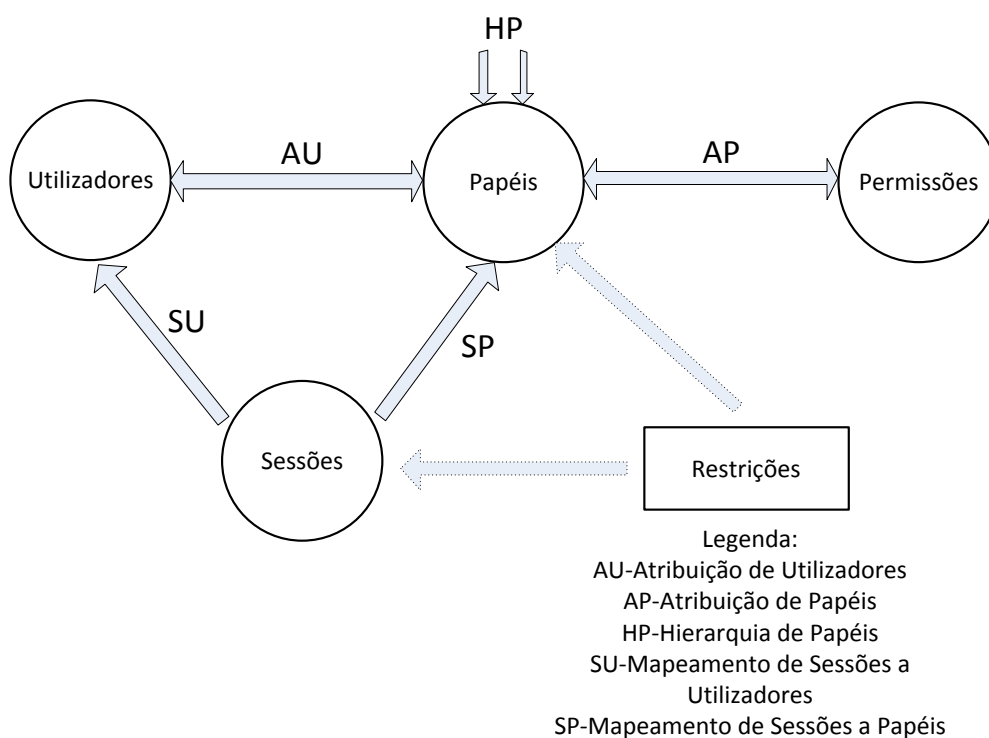 HP
Utilizadores
AU
Papéis
AP
Permissões
SU
SP
Sessões
Restrições
Legenda:
AU-Atribuição de Utilizadores
AP-Atribuição de Papéis
HP-Hierarquia de Papéis
SU-Mapeamento de Sessões a
Utilizadores
SP-Mapeamento de Sessões a Papéis